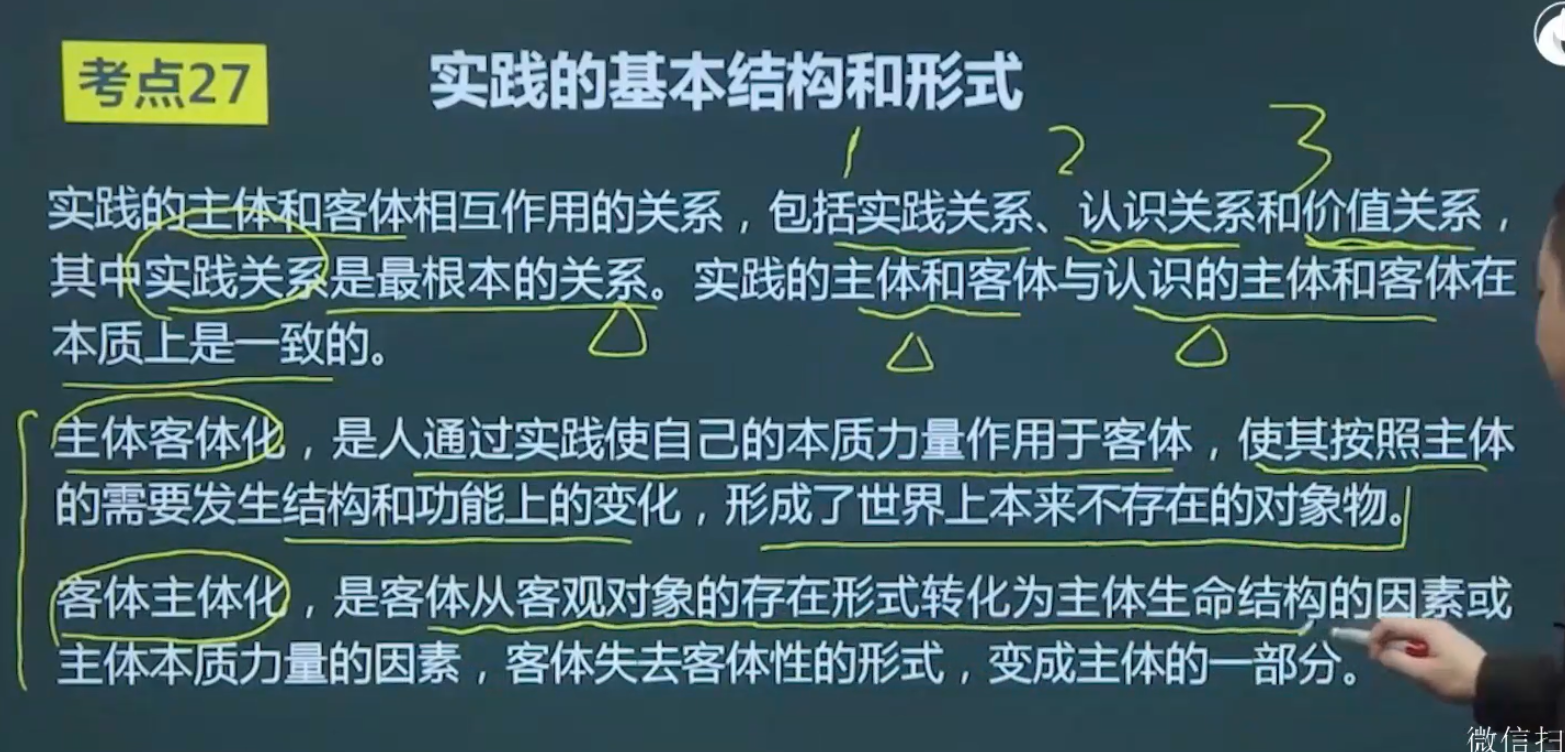 考点27
实践的基本结构和形式
1 2 3
实践的主体和客体相互作用的关系，包括实践关系、认识关系和价值关系，
其中实践关系是最根本的关系。实践的主体和客体与认识的主体和客体在
本质上是一致的。
主体客体化，是人通过实践使自己的本质力量作用于客体，使其按照主体
的需要发生结构和功能上的变化，形成了世界上本来不存在的对象物。
客体主体化，是客体从客观对象的存在形式转化为主体生命结构的因素或
主体本质力量的因素，客体失去客体性的形式，变成主体的一部分。
微信扫